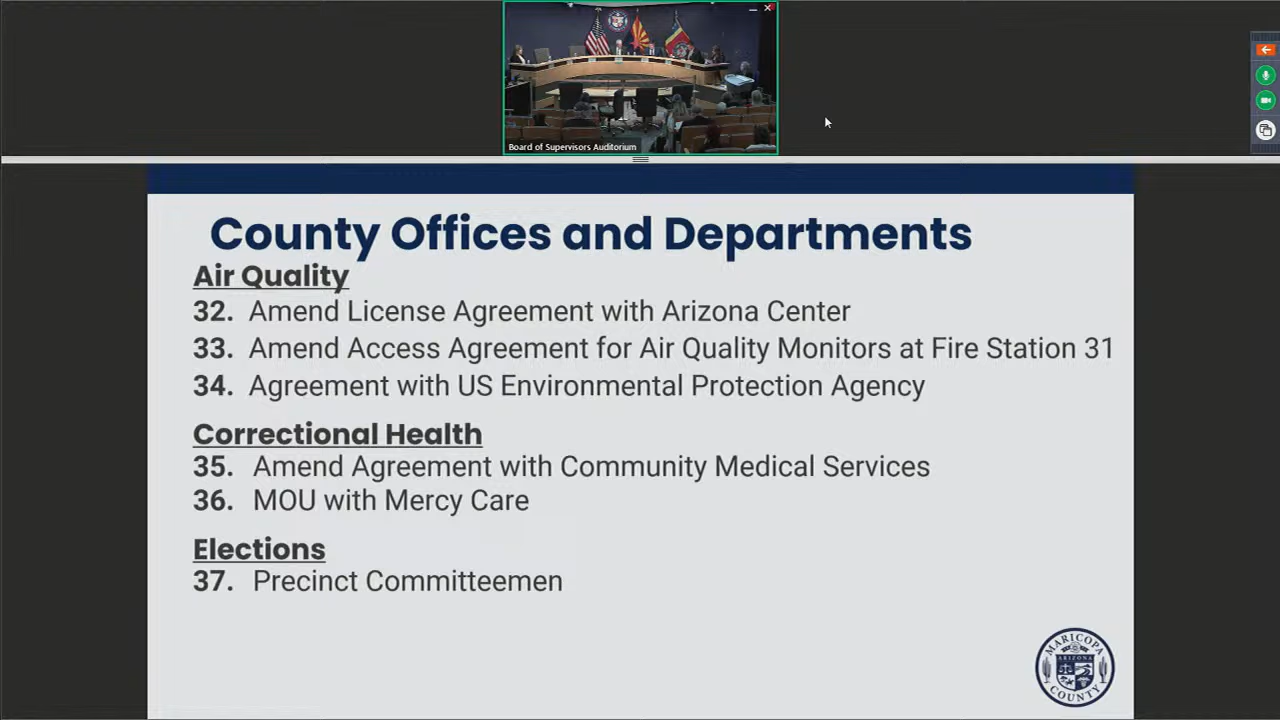 Board of Supervisors Auditorium
County Offices and Departments
Air Quality
32. Amend License Agreement with Arizona Center
33. Amend Access Agreement for Air Quality Monitors at Fire Station 31
34. Agreement with US Environmental Protection Agency
Correctional Health
35. Amend Agreement with Community Medical Services
36. MOU with Mercy Care
Elections
37. Precinct Committeemen
MARICOPA
ARIZONA
COUNTY